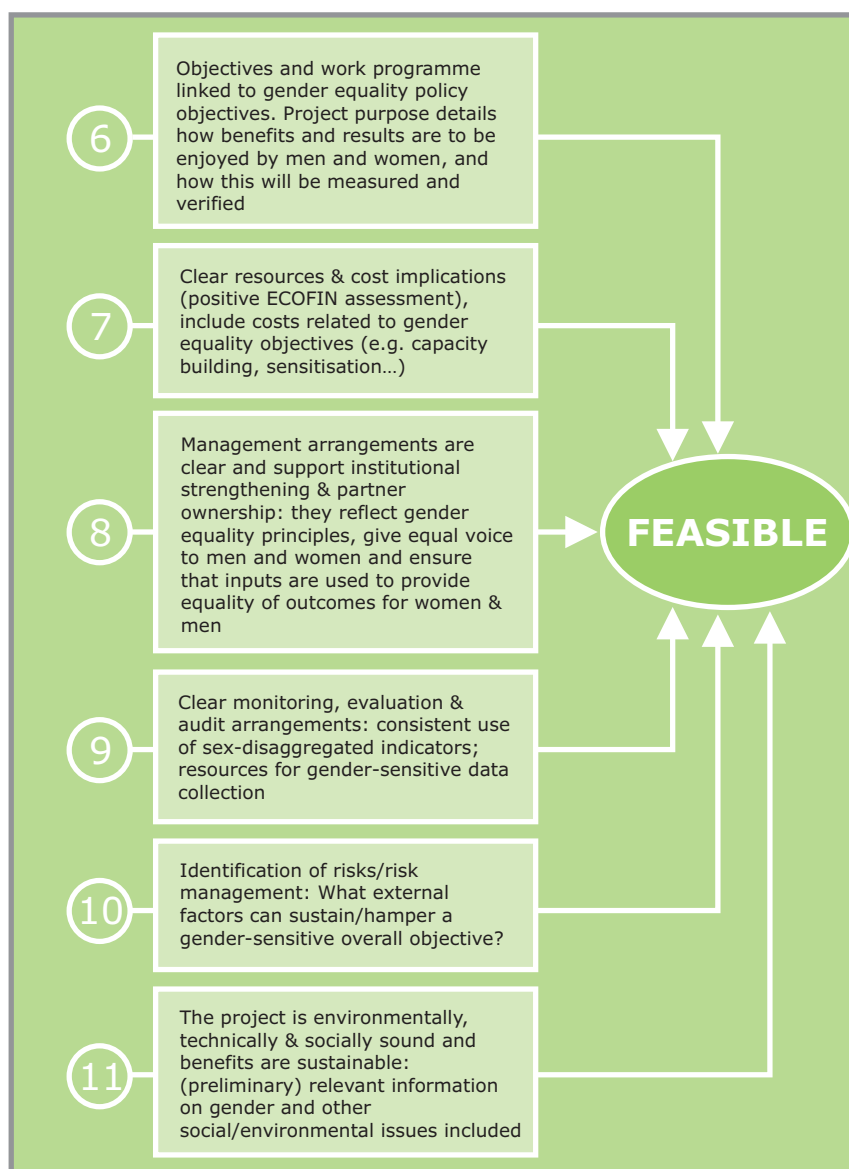 6
Objectives and work programme
linked to gender equality policy
objectives. Project purpose details
how benefits and results are to be
enjoyed by men and women, and
how this will be measured and
verified
7
Clear resources & cost implications
(positive ECOFIN assessment),
include costs related to gender
equality objectives (e.g. capacity
building, sensitisation…)
8
Management arrangements are
clear and support institutional
strengthening & partner
ownership: they reflect gender
equality principles, give equal voice
to men and women and ensure
that inputs are used to provide
equality of outcomes for women &
men
FEASIBLE
9
Clear monitoring, evaluation &
audit arrangements: consistent use
of sex-disaggregated indicators;
resources for gender-sensitive data
collection
10
Identification of risks/risk
management: What external
factors can sustain/hamper a
gender-sensitive overall objective?
11
The project is environmentally,
technically & socially sound and
benefits are sustainable:
(preliminary) relevant information
on gender and other
social/environmental issues included